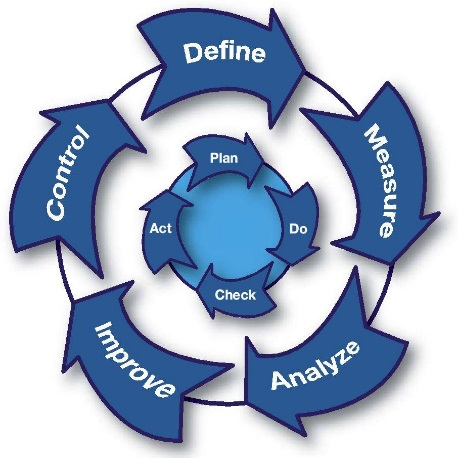 Define
Measure
Analyze
Improve
Control
Plan
Do
Check
Act